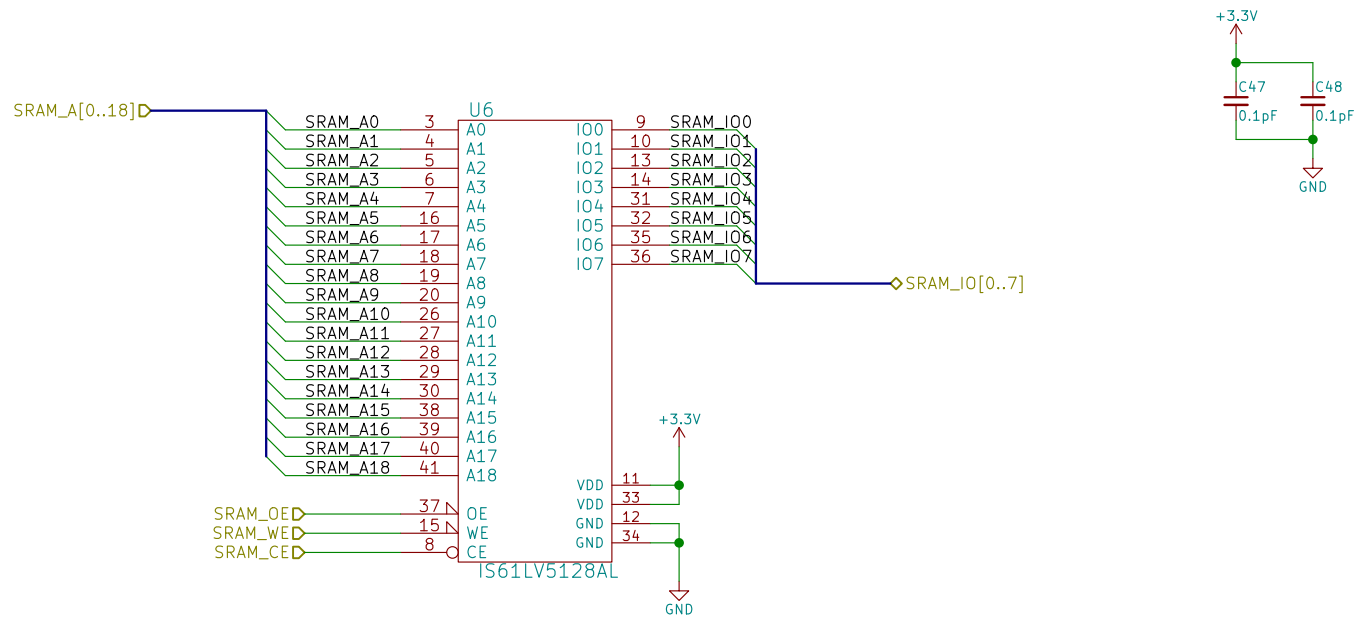 +3.3V
C47
0.1pF
C48
0.1pF
GND
SRAM_A[0..18]
U6
SRAM_A0 3 A0 IO0 9 SRAM_IO0
SRAM_A1 4 A1 IO1 10 SRAM_IO1
SRAM_A2 5 A2 IO2 13 SRAM_IO2
SRAM_A3 6 A3 IO3 14 SRAM_IO3
SRAM_A4 7 A4 IO4 31 SRAM_IO4
SRAM_A5 16 A5 IO5 32 SRAM_IO5
SRAM_A6 17 A6 IO6 35 SRAM_IO6
SRAM_A7 18 A7 IO7 36 SRAM_IO7
SRAM_A8 19 A8
SRAM_IO[0..7]
SRAM_A9 20 A9
SRAM_A10 26 A10
SRAM_A11 27 A11
SRAM_A12 28 A12
SRAM_A13 29 A13
SRAM_A14 30 A14
SRAM_A15 38 A15
SRAM_A16 39 A16
SRAM_A17 40 A17
SRAM_A18 41 A18
+3.3V
VDD 11
VDD 33
GND 12
GND 34
SRAM_OE 37 OE
SRAM_WE 15 WE
SRAM_CE 8 CE
IS61LV5128AL
GND